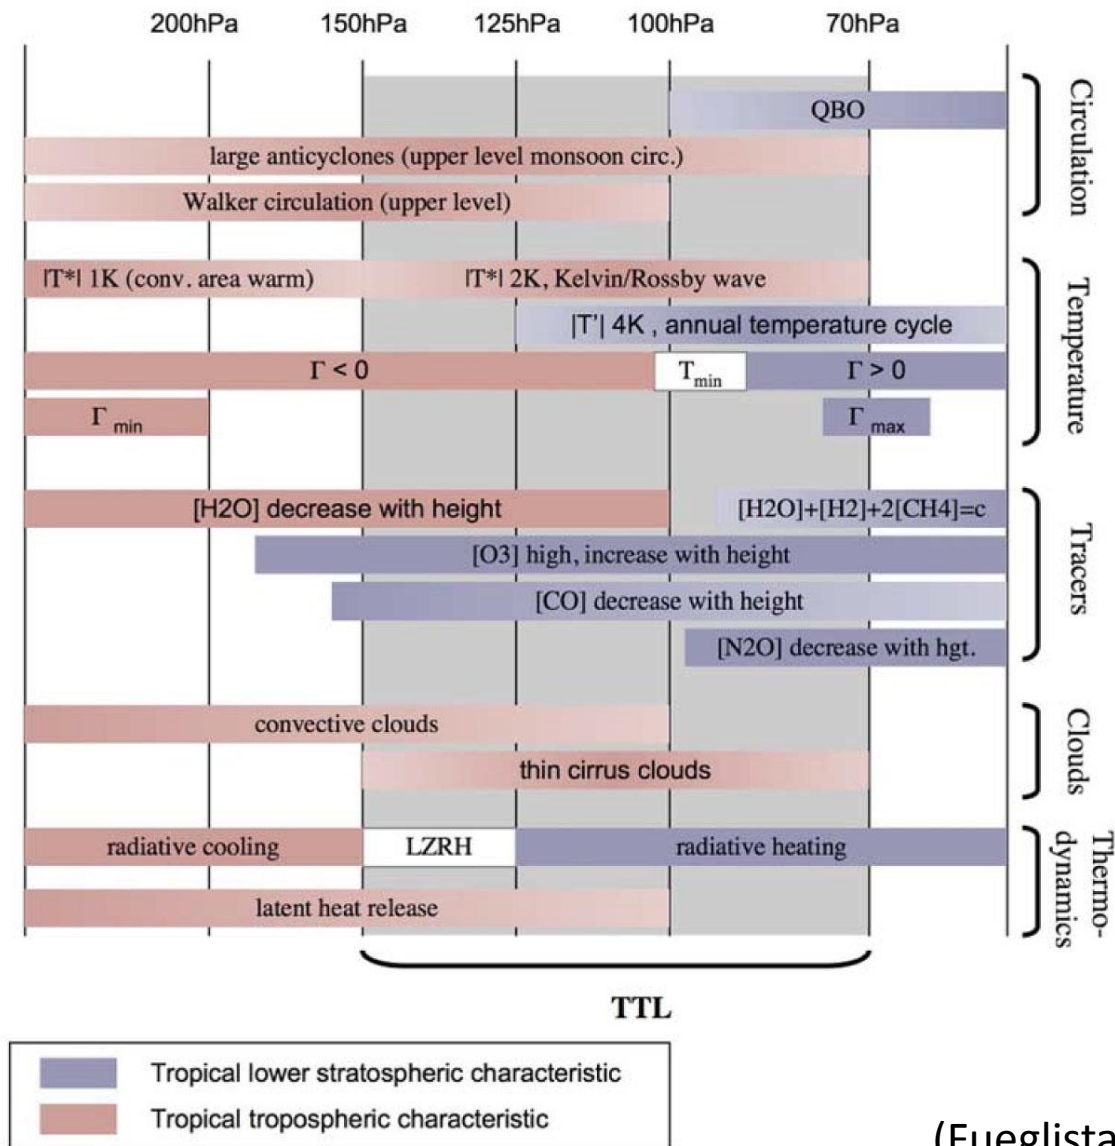 200hPa 150hPa 125hPa 100hPa 70hPa
QBO
large anticyclones (upper level monsoon circ.)
Walker circulation (upper level)
Circulation
|T*| 1K (conv. area warm) |T*| 2K, Kelvin/Rossby wave
|T'| 4K , annual temperature cycle
Γ < 0 Tmin Γ > 0
Γ min Γ max
Temperature
[H2O] decrease with height [H2O]+[H2]+2[CH4]=c
[O3] high, increase with height
[CO] decrease with height
[N2O] decrease with hgt.
Tracers
convective clouds
thin cirrus clouds
Clouds
radiative cooling LZRH radiative heating
latent heat release
Thermo-
dynamics
TTL
Tropical lower stratospheric characteristic
Tropical tropospheric characteristic